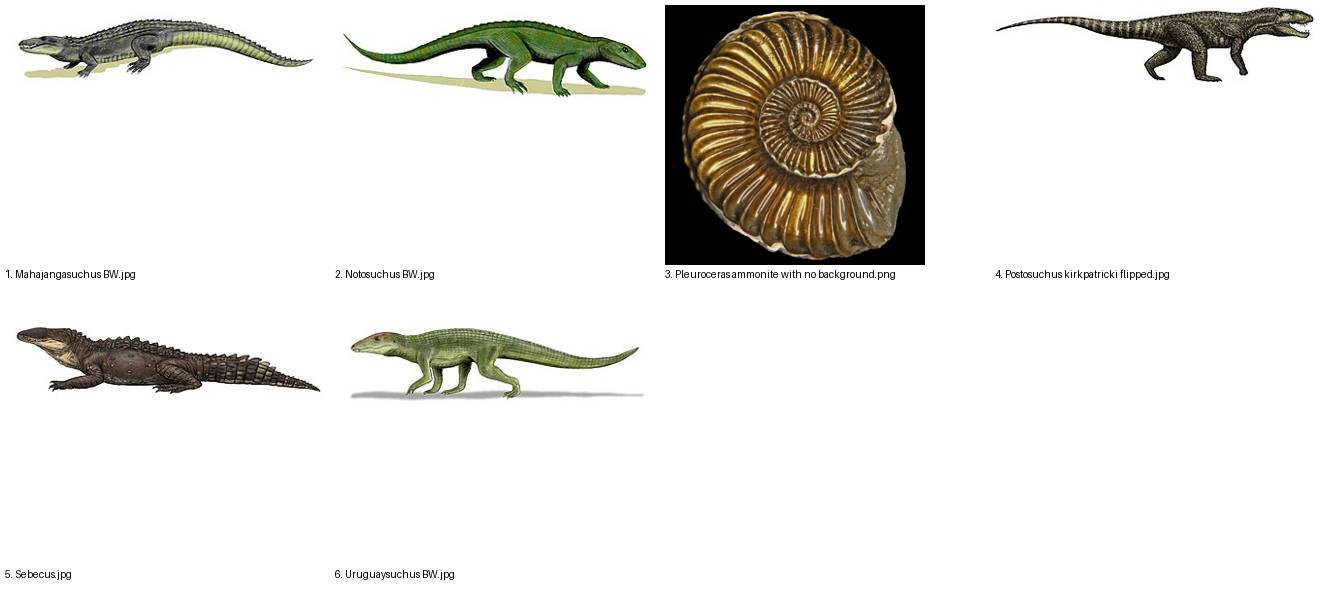 1. Mahajangasuchus BW.jpg
2. Notosuchus BW.jpg
3. Pleuroceras ammonite with no background.png
4. Postosuchus kirkpatricki flipped.jpg
5. Sebecus.jpg
6. Uruguaysuchus BW.jpg